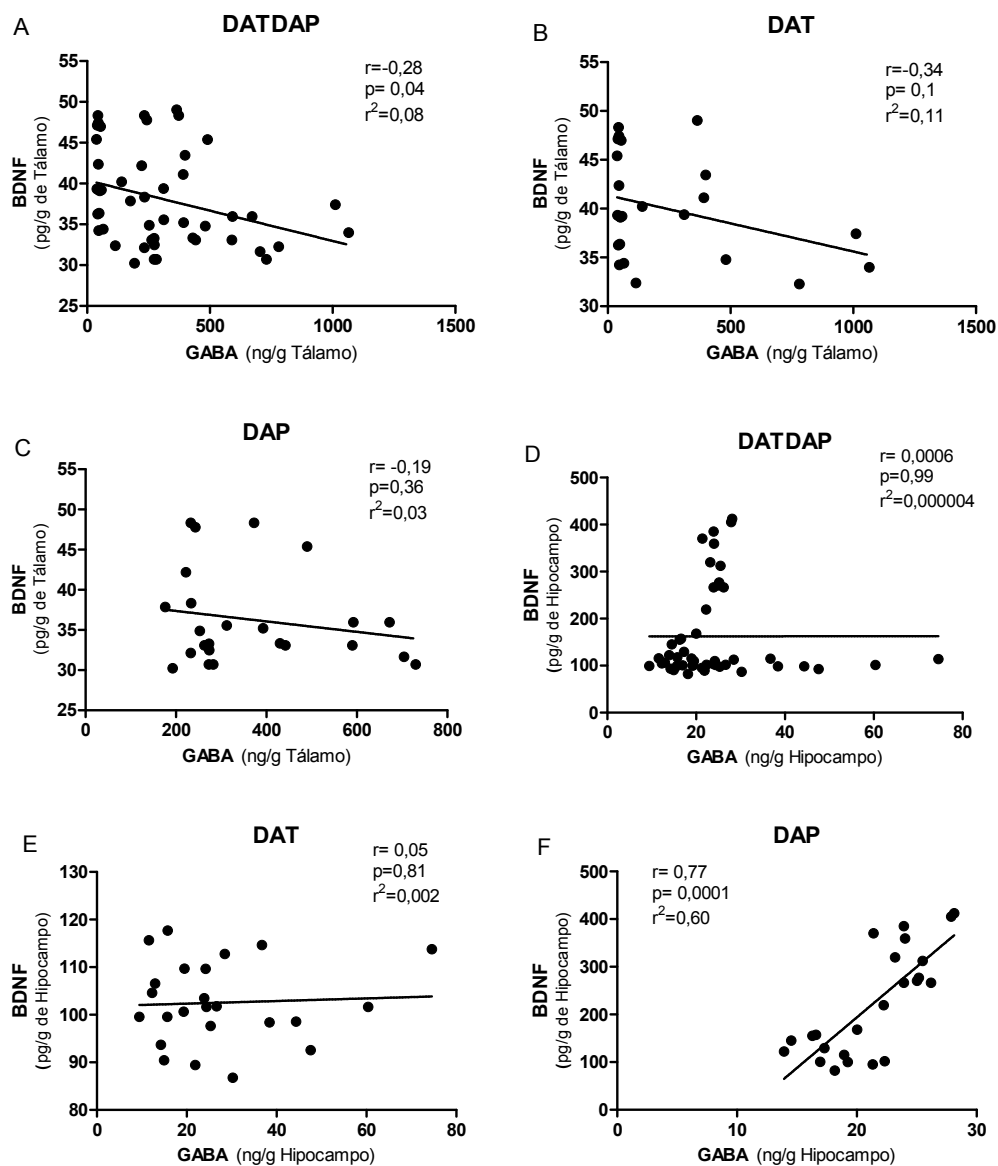 A
DATDAP
r=-0,28
p= 0,04
r²=0,08
55
50
45
40
35
30
25
BDNF
(pg/g de Tálamo)
0
500
1000
1500
GABA (ng/g Tálamo)
B
DAT
r=-0,34
p= 0,1
r²=0,11
55
50
45
40
35
30
BDNF
(pg/g de Tálamo)
0
500
1000
1500
GABA (ng/g Tálamo)
C
DAP
r= -0,19
p=0,36
r²=0,03
55
50
45
40
35
30
25
BDNF
(pg/g de Tálamo)
0
200
400
600
800
GABA (ng/g Tálamo)
D
DATDAP
r= 0,0006
p=0,99
r²=0,000004
500
400
300
200
100
0
BDNF
(pg/g de Hipocampo)
0
20
40
60
80
GABA (ng/g Hipocampo)
E
DAT
r= 0,05
p=0,81
r²=0,002
130
120
110
100
90
80
BDNF
(pg/g de Hipocampo)
0
20
40
60
80
GABA (ng/g Hipocampo)
F
DAP
r= 0,77
p= 0,0001
r²=0,60
500
400
300
200
100
0
BDNF
(pg/g de Hipocampo)
0
10
20
30
GABA (ng/g Hipocampo)